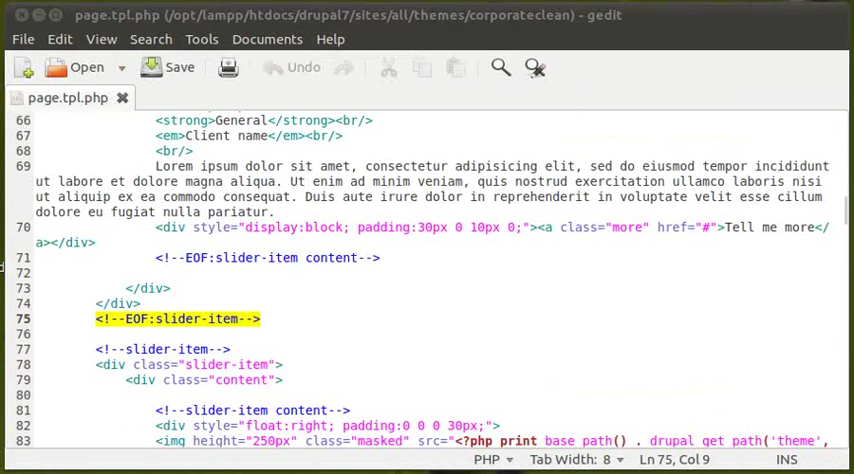 page.tpl.php (/opt/lampp/htdocs/drupal7/sites/all/themes/corporateclean) - gedit
File Edit View Search Tools Documents Help
Open Save Undo
page.tpl.php
66 <strong>General</strong><br/>
67 <em>Client name</em><br/>
68 <br/>
69 Lorem ipsum dolor sit amet, consectetur adipisicing elit, sed do eiusmod tempor incididunt
ut labore et dolore magna aliqua. Ut enim ad minim veniam, quis nostrud exercitation ullamco laboris nisi
ut aliquip ex ea commodo consequat. Duis aute irure dolor in reprehenderit in voluptate velit esse cillum
dolore eu fugiat nulla pariatur.
70 <div style="display:block; padding:30px 0 10px 0;"><a class="more" href="#">Tell me more</
a></div>
71 <!--EOF:slider-item content-->
72
73 </div>
74 </div>
75 <!--EOF:slider-item-->
76
77 <!--slider-item-->
78 <div class="slider-item">
79 <div class="content">
80
81 <!--slider-item content-->
82 <div style="float:right; padding:0 0 0 30px;">
83 <img height="250px" class="masked" src="<?php print base_path() . drupal_get_path('theme',
PHP Tab Width: 8 Ln 75, Col 9 INS